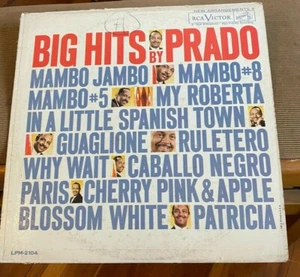 NEW ORTHOPHONIC
RCA VICTOR
BIG HITS BY PRADO
MAMBO JAMBO MAMBO #8
MAMBO #5 MY ROBERTA
IN A LITTLE SPANISH TOWN
GUAGLIONE RULETERO
WHY WAIT CABALLO NEGRO
PARIS CHERRY PINK & APPLE
BLOSSOM WHITE PATRICIA
LPM-2104